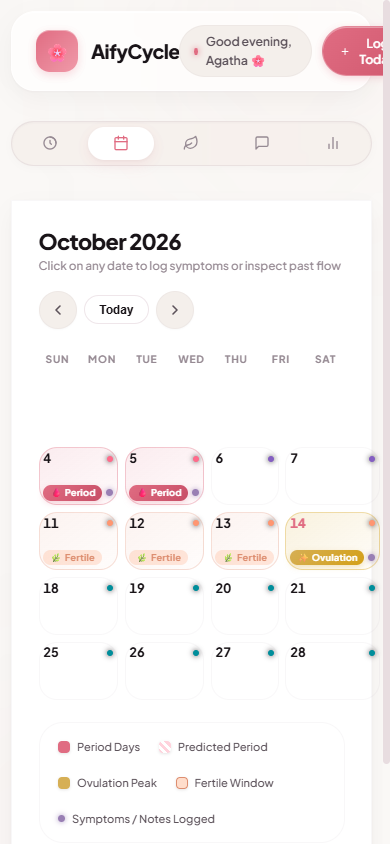 AifyCycle
Good evening,
Agatha 🌸
+ Log
Toda
October 2026
Click on any date to log symptoms or inspect past flow
Today
SUN MON TUE WED THU FRI SAT
4 5 6 7
Period Period
11 12 13 14
Fertile Fertile Fertile Ovulation
18 19 20 21
25 26 27 28
Period Days Predicted Period
Ovulation Peak Fertile Window
Symptoms / Notes Logged